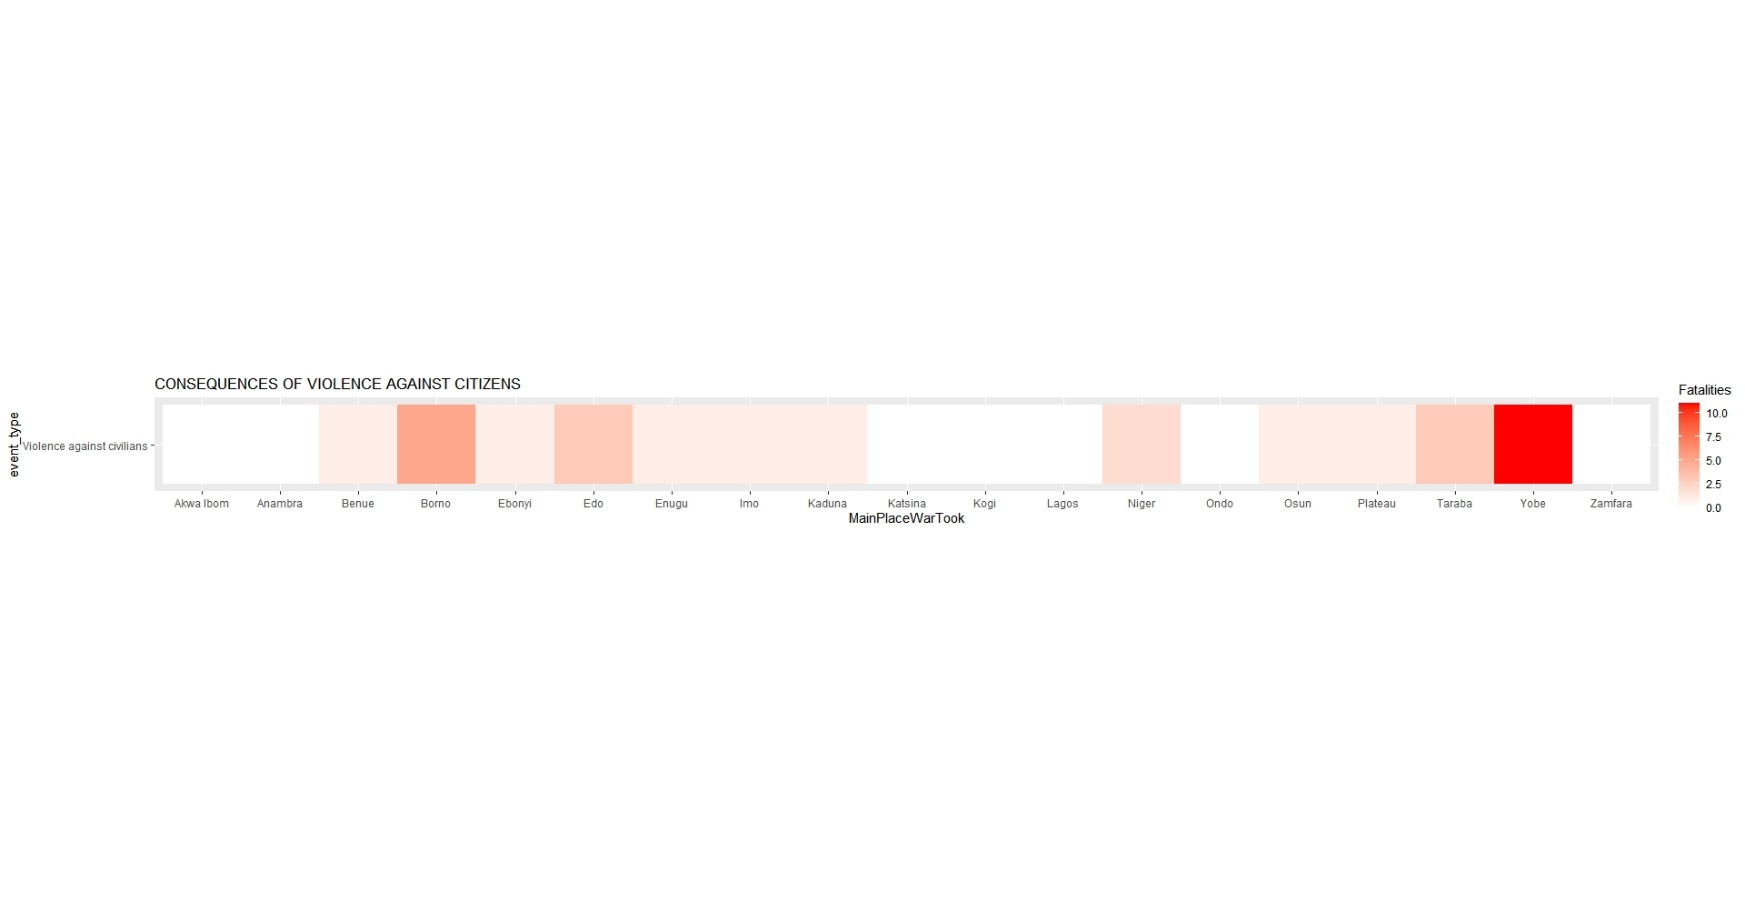 CONSEQUENCES OF VIOLENCE AGAINST CITIZENS
event_type
Violence against civilians
Akwa Ibom
Anambra
Benue
Borno
Ebonyi
Edo
Enugu
Imo
Kaduna
Katsina
Kogi
Lagos
Niger
Ondo
Osun
Plateau
Taraba
Yobe
Zamfara
MainPlaceWarTook
Fatalities
10.0
7.5
5.0
2.5
0.0